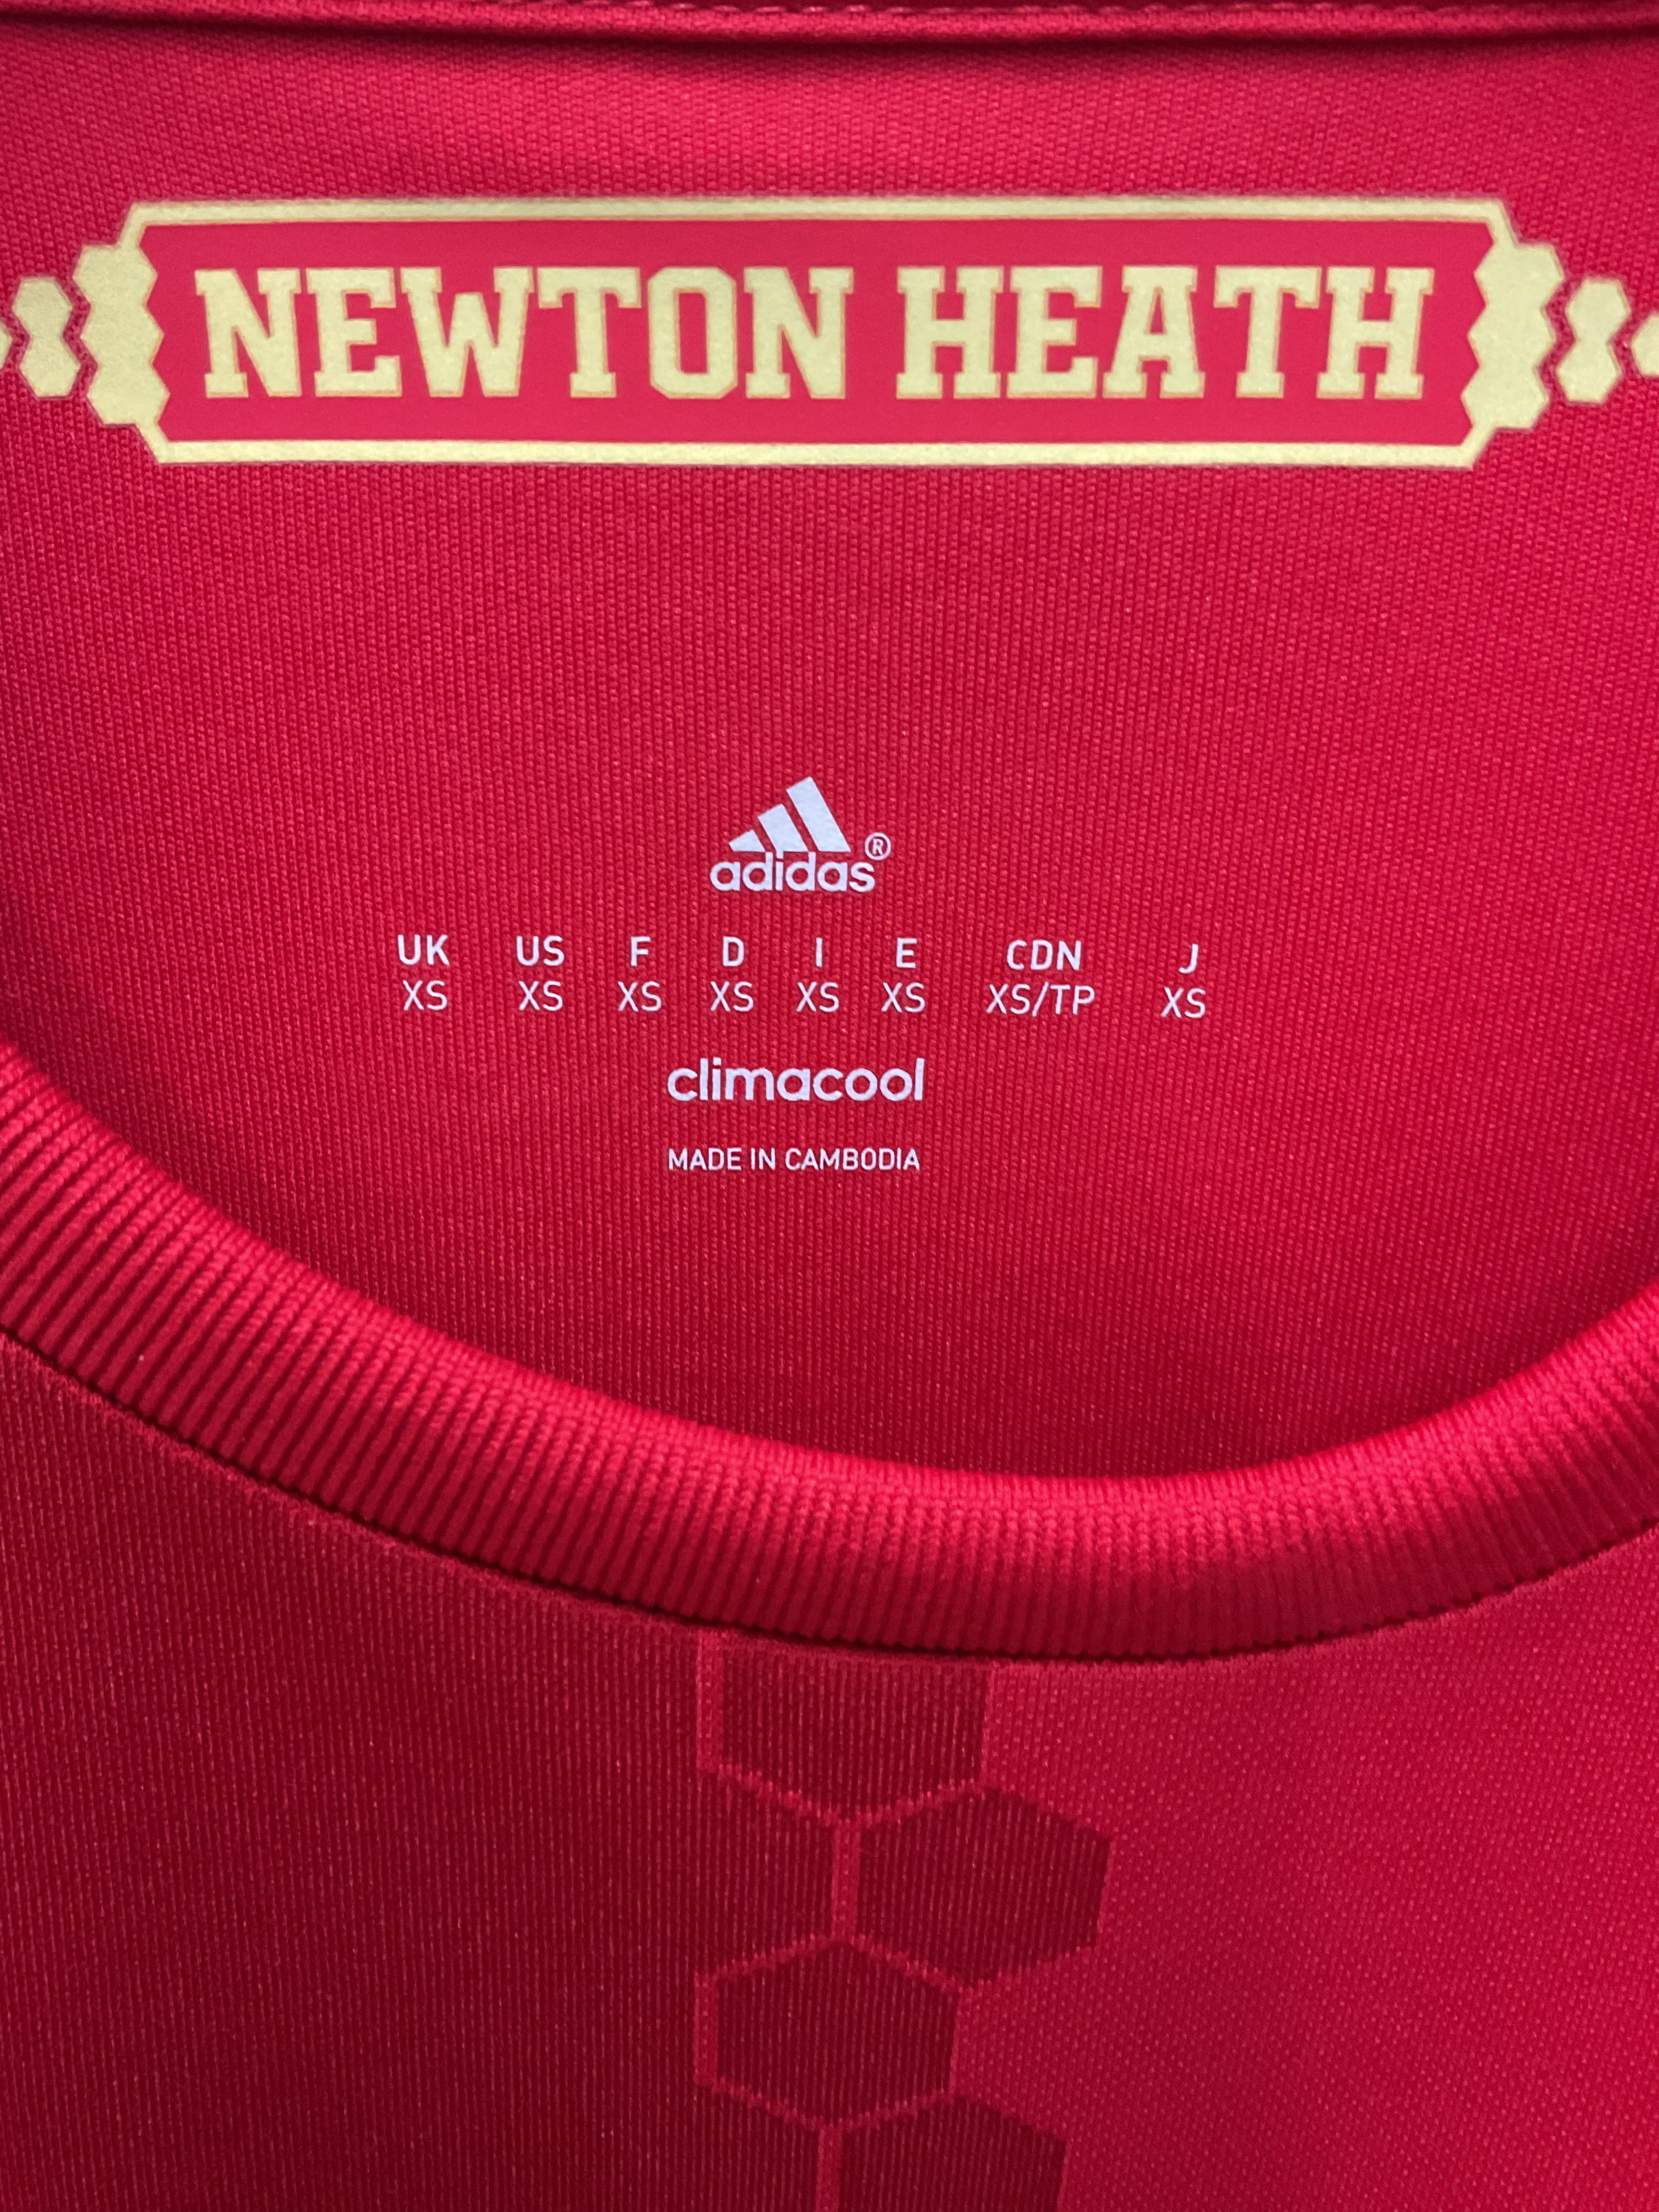 NEWTON HEATH
adidas®
UK US F D I E CDN J
XS XS XS XS XS XS XS/TP XS
climacool
MADE IN CAMBODIA